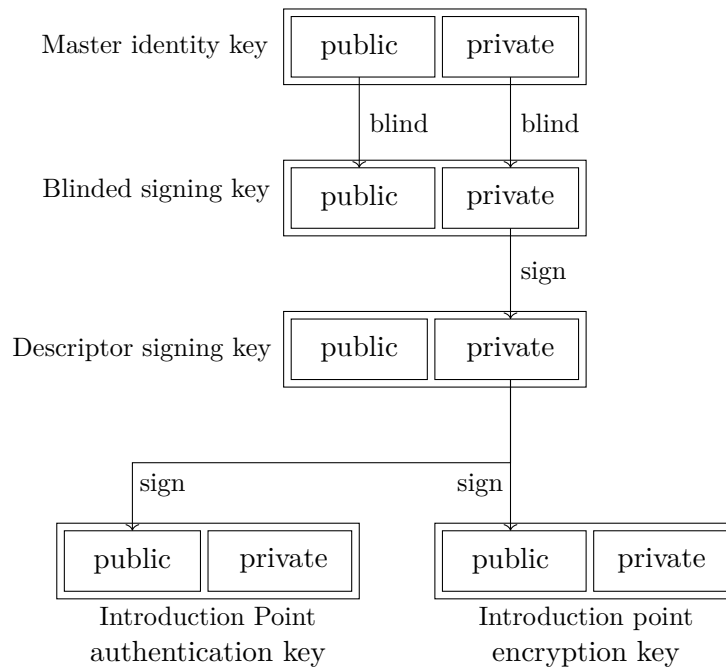 Master identity key
public
private
blind
blind
Blinded signing key
public
private
sign
Descriptor signing key
public
private
sign
sign
public
private
public
private
Introduction Point
authentication key
Introduction point
encryption key